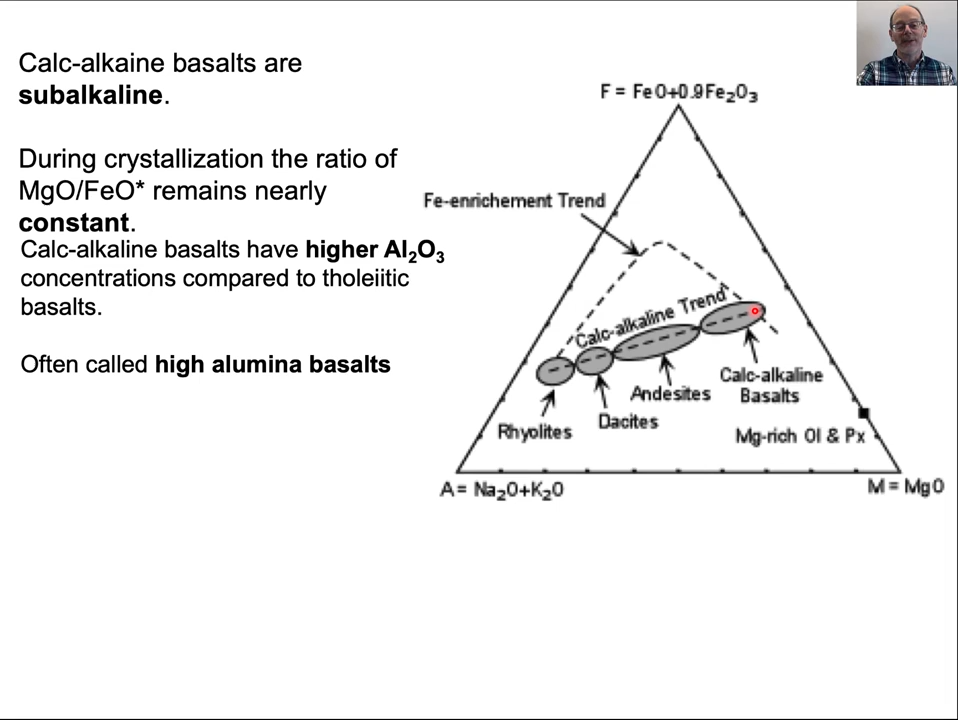 Calc-alkaine basalts are
subalkaline.
During crystallization the ratio of
MgO/FeO* remains nearly
constant.
Calc-alkaline basalts have higher Al₂O₃
concentrations compared to tholeiitic
basalts.
Often called high alumina basalts
F = FeO+0.9Fe₂O₃
Fe-enrichement Trend
Calc-alkaline Trend
Calc-alkaline
Basalts
Andesites
Dacites
Rhyolites
Mg-rich Ol & Px
A = Na₂O+K₂O
M = MgO